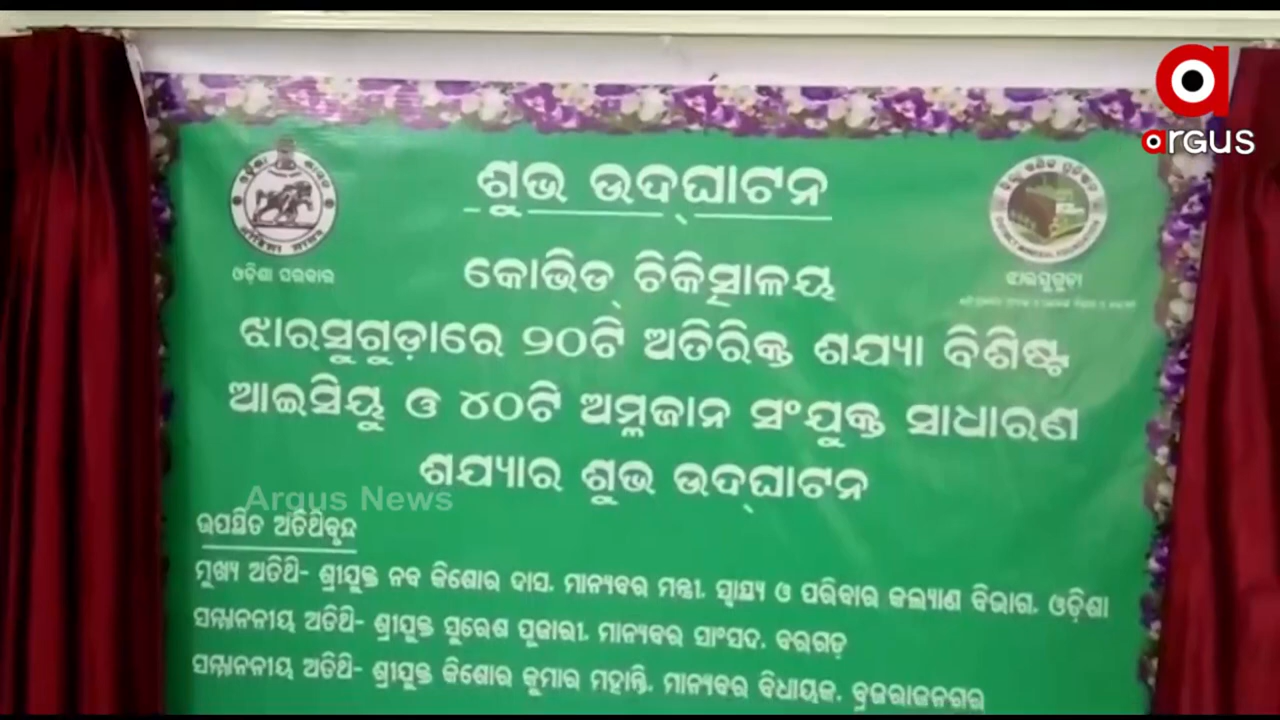 argus
ଶୁଭ ଉଦ୍‌ଘାଟନ
ଓଡ଼ିଶା ସରକାର
ଝାରସୁଗୁଡ଼ା
କୋଭିଡ୍ ଚିକିତ୍ସାଳୟ
ଝାରସୁଗୁଡ଼ାରେ ୨୦ଟି ଅତିରିକ୍ତ ଶଯ୍ୟା ବିଶିଷ୍ଟ
ଆଇସିୟୁ ଓ ୪୦ଟି ଅମ୍ଳଜାନ ସଂଯୁକ୍ତ ସାଧାରଣ
ଶଯ୍ୟାର ଶୁଭ ଉଦ୍‌ଘାଟନ
Argus News
ଉପସ୍ଥିତ ଅତିଥିବୃନ୍ଦ
ମୁଖ୍ୟ ଅତିଥି- ଶ୍ରୀଯୁକ୍ତ ନବ କିଶୋର ଦାସ, ମାନ୍ୟବର ମନ୍ତ୍ରୀ, ସ୍ୱାସ୍ଥ୍ୟ ଓ ପରିବାର କଲ୍ୟାଣ ବିଭାଗ, ଓଡ଼ିଶା
ସମ୍ମାନନୀୟ ଅତିଥି- ଶ୍ରୀଯୁକ୍ତ ସୁରେଶ ପୂଜାରୀ, ମାନ୍ୟବର ସାଂସଦ, ବରଗଡ଼
ସମ୍ମାନନୀୟ ଅତିଥି- ଶ୍ରୀଯୁକ୍ତ କିଶୋର କୁମାର ମହାନ୍ତି, ମାନ୍ୟବର ବିଧାୟକ, ବ୍ରଜରାଜନଗର